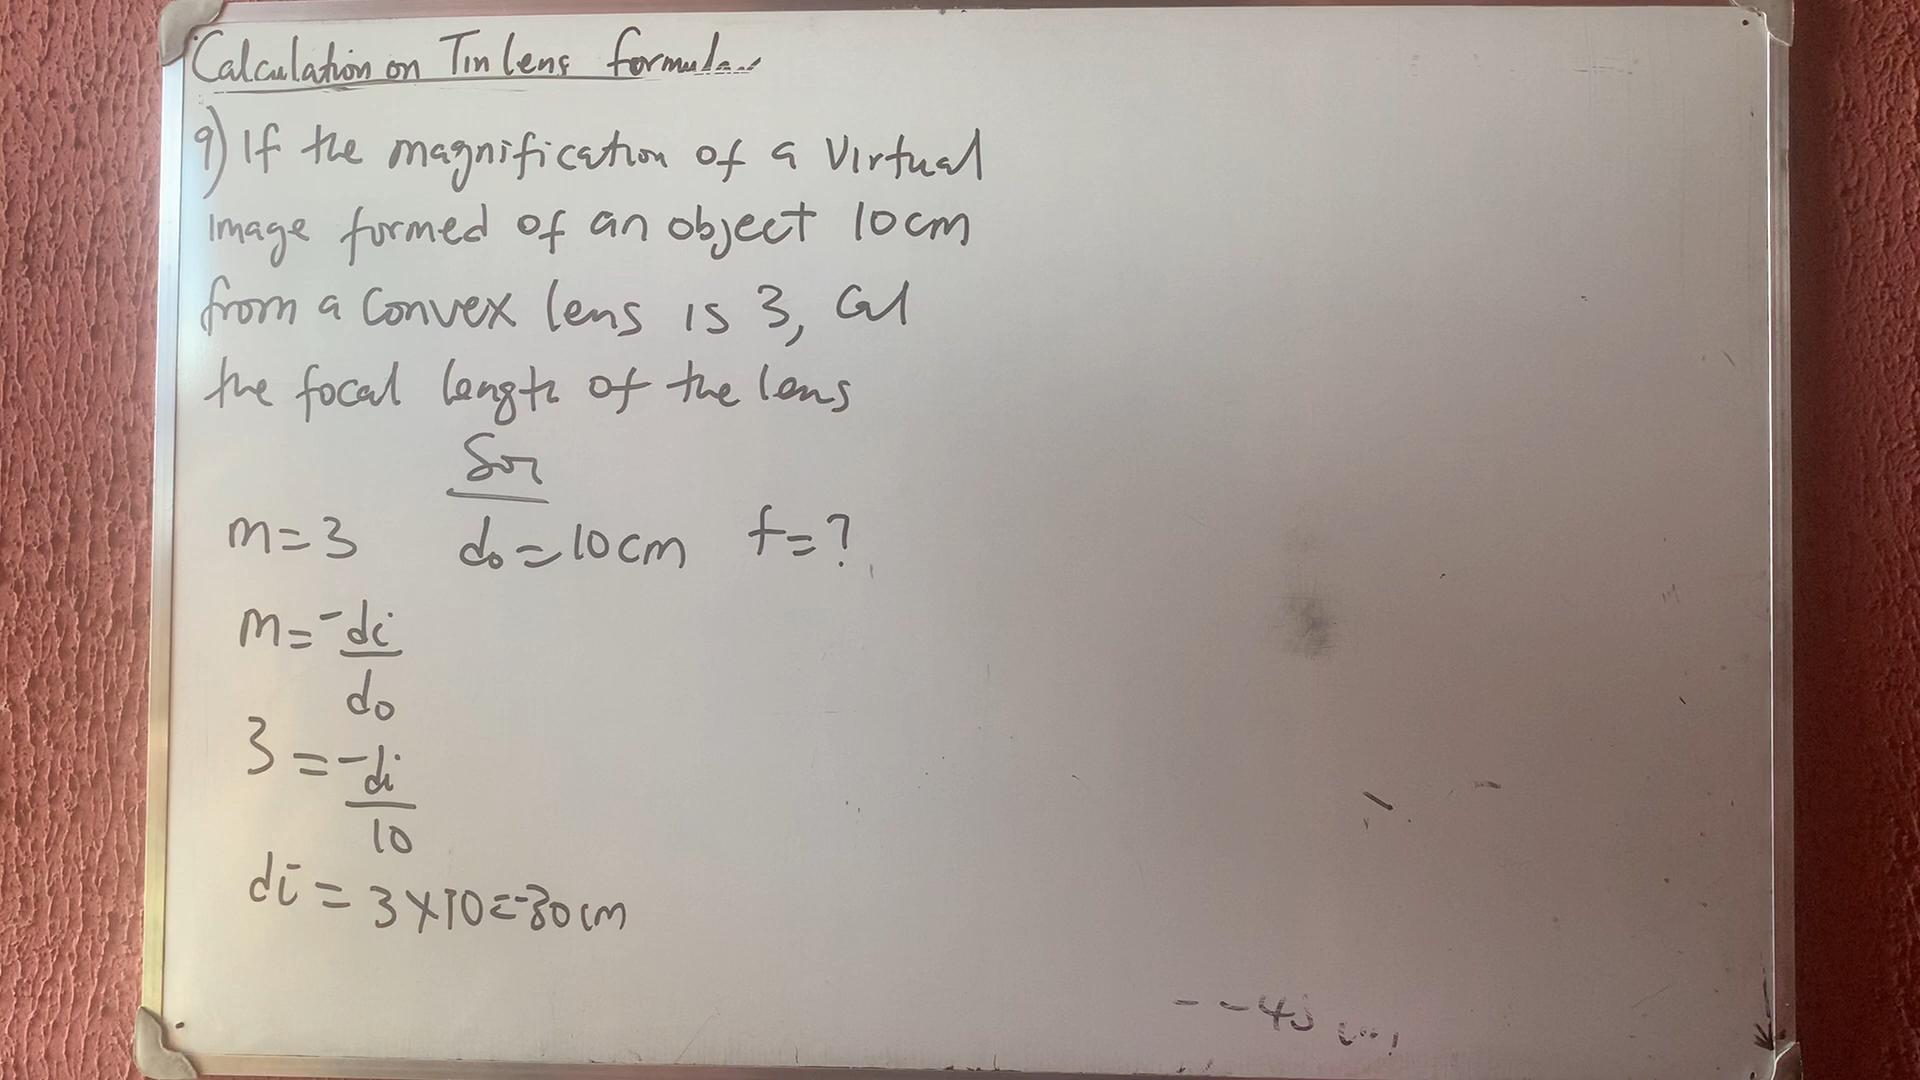 Calculation on Tin lens formulae
9) If the magnification of a Virtual
image formed of an object 10cm
from a Convex lens is 3, Cal
the focal length of the lens
Sol
m=3 do=10cm f=?
m=-di
do
3=-di
10
di = 3×10=-30cm